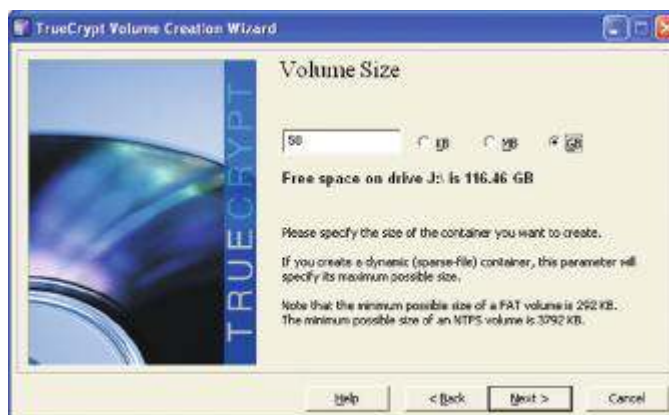 TrueCrypt Volume Creation Wizard
TRUECRYPT
Volume Size
50
KB
MB
GB
Free space on drive J:\ is 116.46 GB
Please specify the size of the container you want to create.
If you create a dynamic (sparse-file) container, this parameter will
specify its maximum possible size.
Note that the minimum possible size of a FAT volume is 292 KB.
The minimum possible size of an NTFS volume is 3792 KB.
Help
< Back
Next >
Cancel